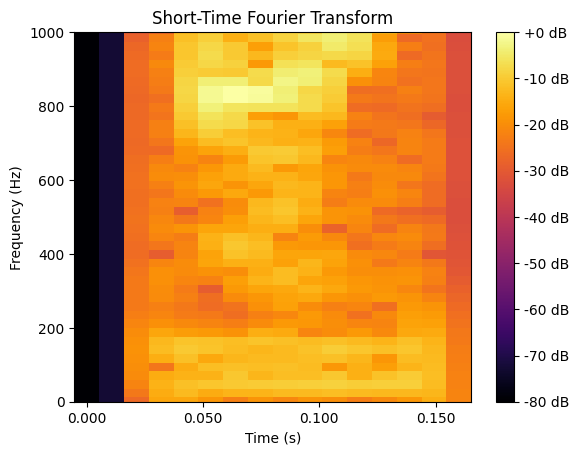 Short-Time Fourier Transform
Frequency (Hz)
1000
800
600
400
200
0
0.000
0.050
0.100
0.150
Time (s)
+0 dB
-10 dB
-20 dB
-30 dB
-40 dB
-50 dB
-60 dB
-70 dB
-80 dB